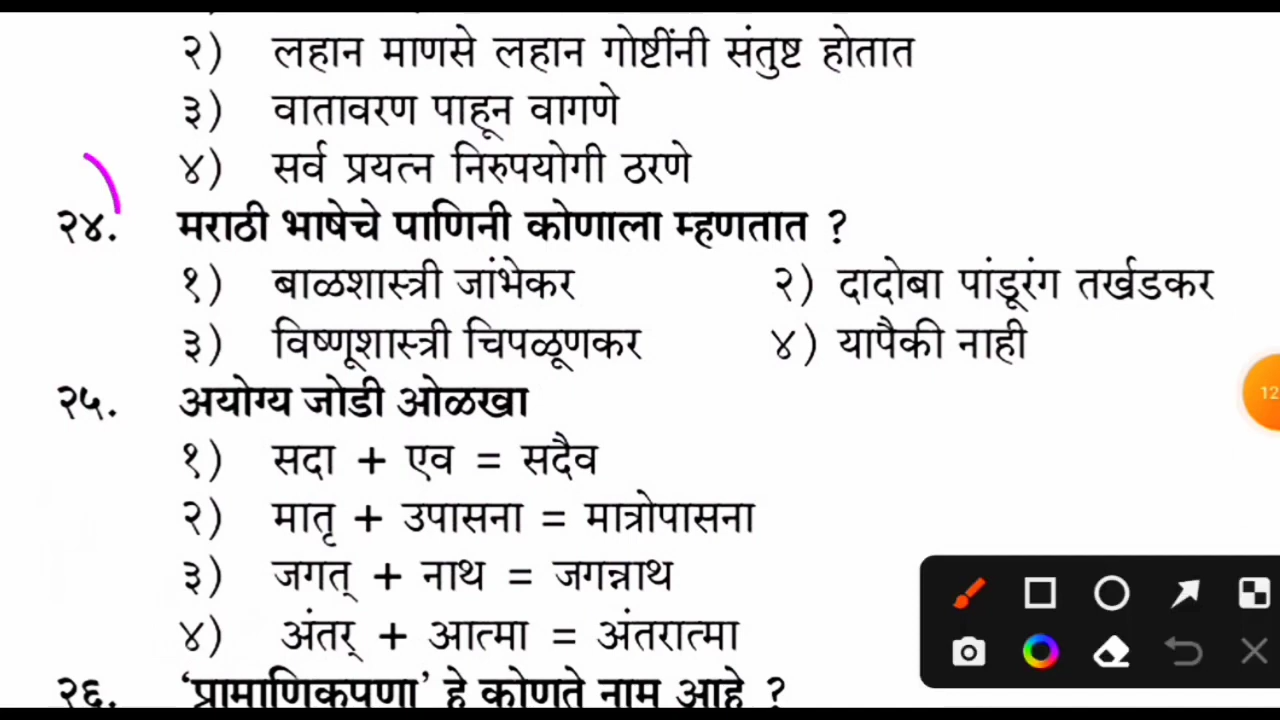 २) लहान माणसे लहान गोष्टींनी संतुष्ट होतात
३) वातावरण पाहून वागणे
४) सर्व प्रयत्न निरुपयोगी ठरणे
२४. मराठी भाषेचे पाणिनी कोणाला म्हणतात ?
१) बाळशास्त्री जांभेकर २) दादोबा पांडूरंग तर्खडकर
३) विष्णूशास्त्री चिपळूणकर ४) यापैकी नाही
२५. अयोग्य जोडी ओळखा
१) सदा + एव = सदैव
२) मातृ + उपासना = मात्रोपासना
३) जगत् + नाथ = जगन्नाथ
४) अंतर् + आत्मा = अंतरात्मा
२६. 'प्रामाणिकपणा' हे कोणते नाम आहे ?